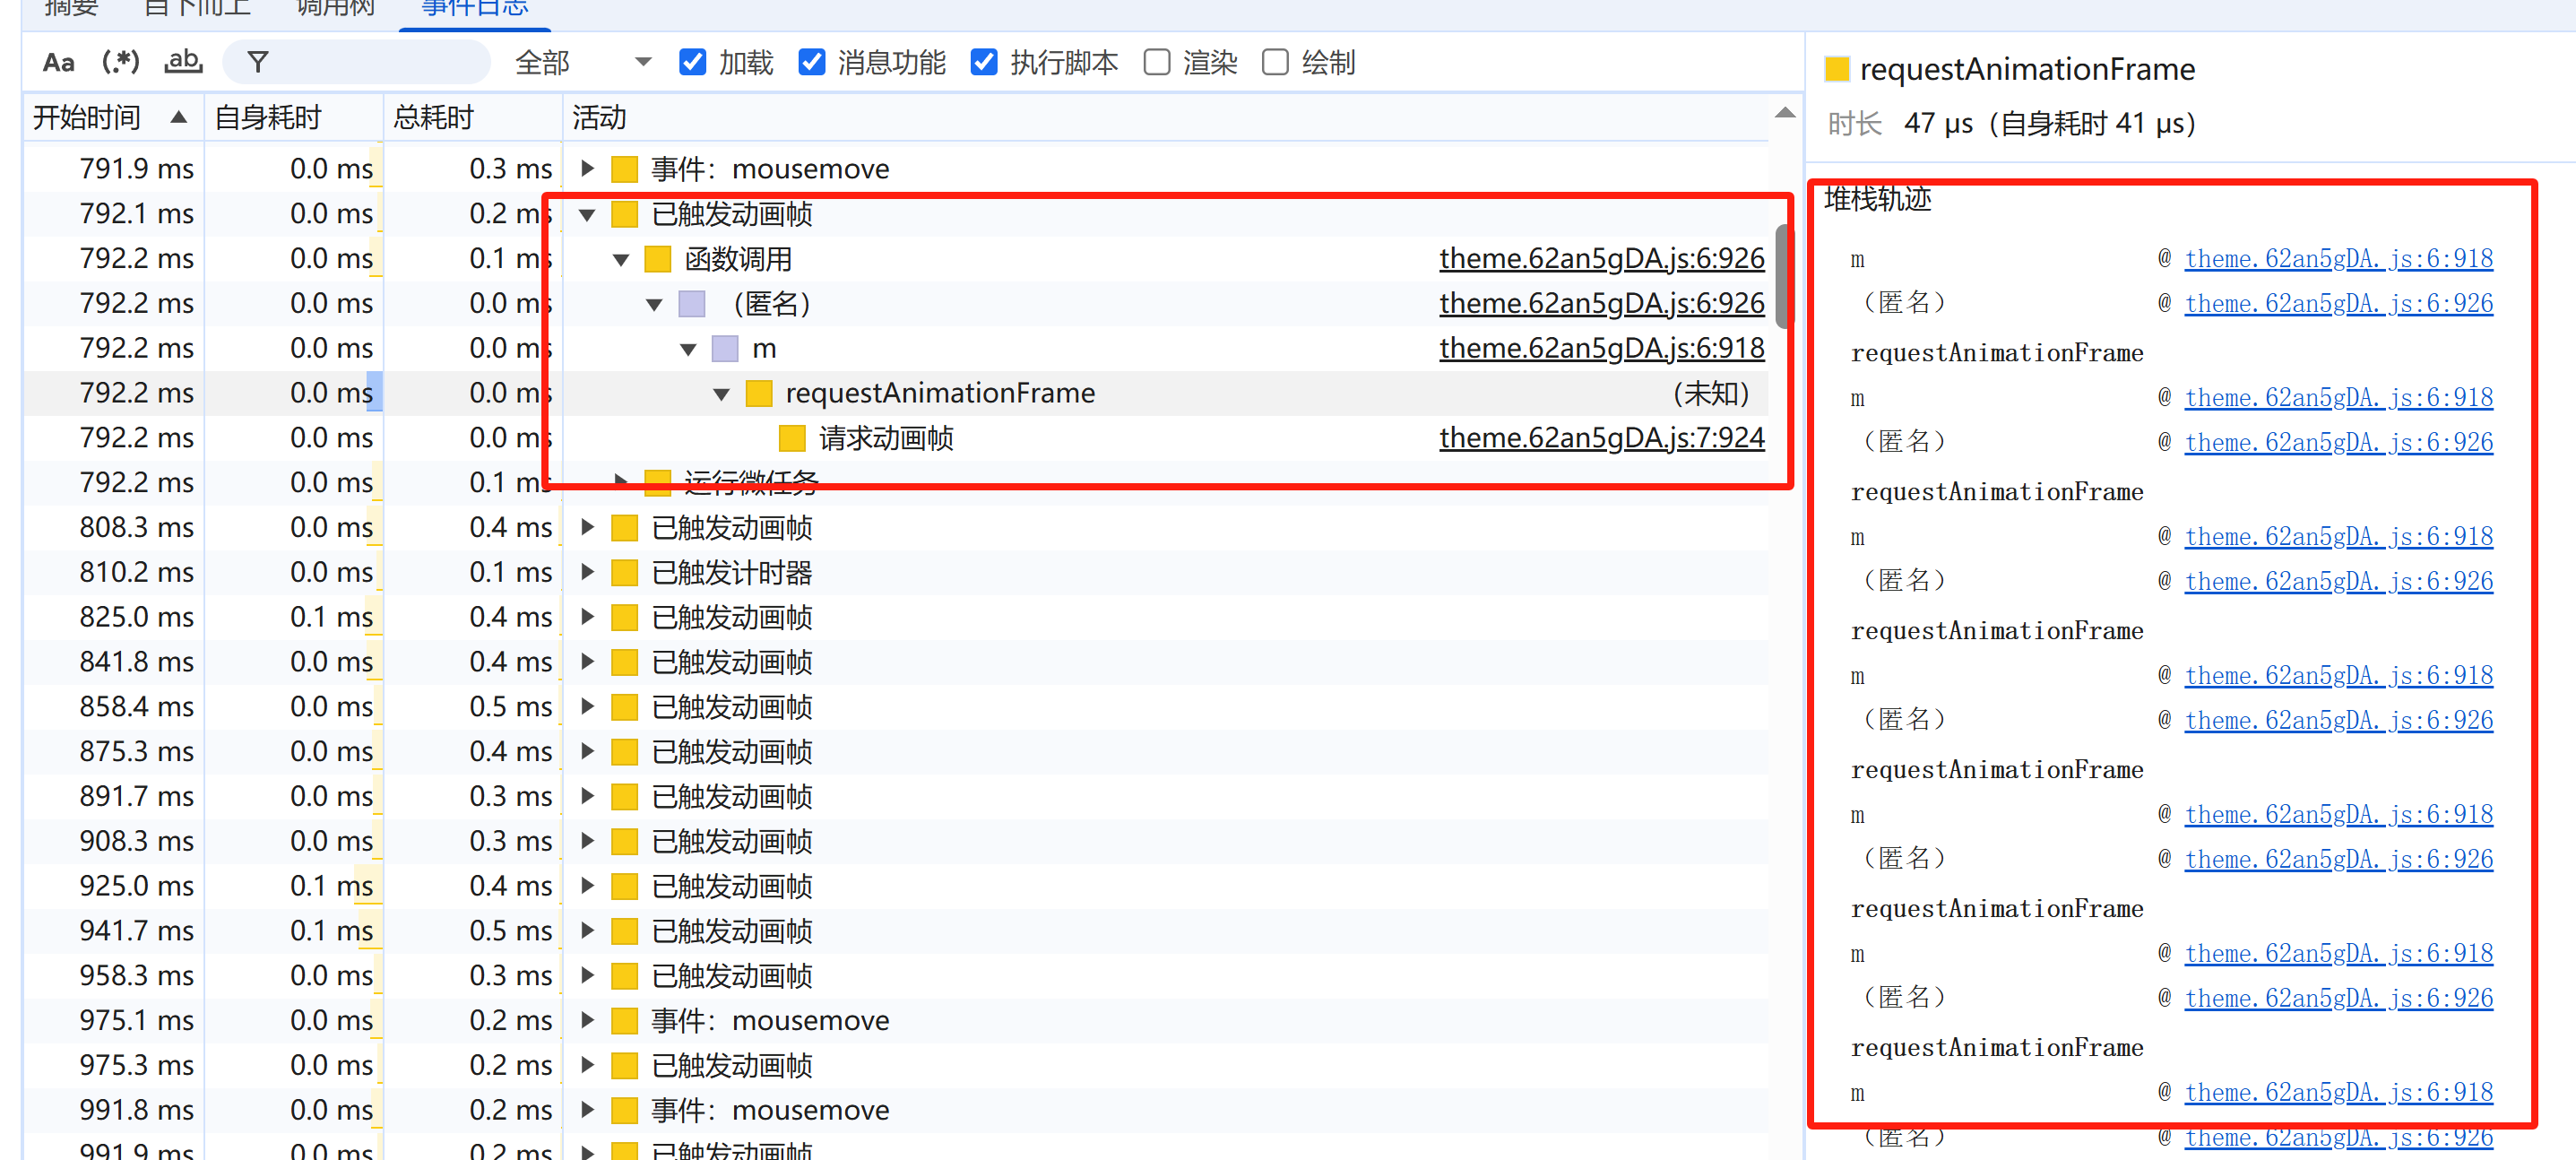 摘要 自下而上 调用树 事件日志
Aa (.*) ab 全部 加载 消息功能 执行脚本 渲染 绘制
开始时间 自身耗时 总耗时 活动
791.9 ms 0.0 ms 0.3 ms 事件：mousemove
792.1 ms 0.0 ms 0.2 ms 已触发动画帧
792.2 ms 0.0 ms 0.1 ms 函数调用 theme.62an5gDA.js:6:926
792.2 ms 0.0 ms 0.0 ms （匿名） theme.62an5gDA.js:6:926
792.2 ms 0.0 ms 0.0 ms m theme.62an5gDA.js:6:918
792.2 ms 0.0 ms 0.0 ms requestAnimationFrame （未知）
792.2 ms 0.0 ms 0.0 ms 请求动画帧 theme.62an5gDA.js:7:924
792.2 ms 0.0 ms 0.1 ms 运行微任务
808.3 ms 0.0 ms 0.4 ms 已触发动画帧
810.2 ms 0.0 ms 0.1 ms 已触发计时器
825.0 ms 0.1 ms 0.4 ms 已触发动画帧
841.8 ms 0.0 ms 0.4 ms 已触发动画帧
858.4 ms 0.0 ms 0.5 ms 已触发动画帧
875.3 ms 0.0 ms 0.4 ms 已触发动画帧
891.7 ms 0.0 ms 0.3 ms 已触发动画帧
908.3 ms 0.0 ms 0.3 ms 已触发动画帧
925.0 ms 0.1 ms 0.4 ms 已触发动画帧
941.7 ms 0.1 ms 0.5 ms 已触发动画帧
958.3 ms 0.0 ms 0.3 ms 已触发动画帧
975.1 ms 0.0 ms 0.2 ms 事件：mousemove
975.3 ms 0.0 ms 0.2 ms 已触发动画帧
991.8 ms 0.0 ms 0.2 ms 事件：mousemove
991.9 ms 0.0 ms 0.2 ms 已触发动画帧
requestAnimationFrame
时长 47 μs（自身耗时 41 μs）
堆栈轨迹
m @ theme.62an5gDA.js:6:918
（匿名） @ theme.62an5gDA.js:6:926
requestAnimationFrame
m @ theme.62an5gDA.js:6:918
（匿名） @ theme.62an5gDA.js:6:926
requestAnimationFrame
m @ theme.62an5gDA.js:6:918
（匿名） @ theme.62an5gDA.js:6:926
requestAnimationFrame
m @ theme.62an5gDA.js:6:918
（匿名） @ theme.62an5gDA.js:6:926
requestAnimationFrame
m @ theme.62an5gDA.js:6:918
（匿名） @ theme.62an5gDA.js:6:926
requestAnimationFrame
m @ theme.62an5gDA.js:6:918
（匿名） @ theme.62an5gDA.js:6:926
requestAnimationFrame
m @ theme.62an5gDA.js:6:918
（匿名） @ theme.62an5gDA.js:6:926